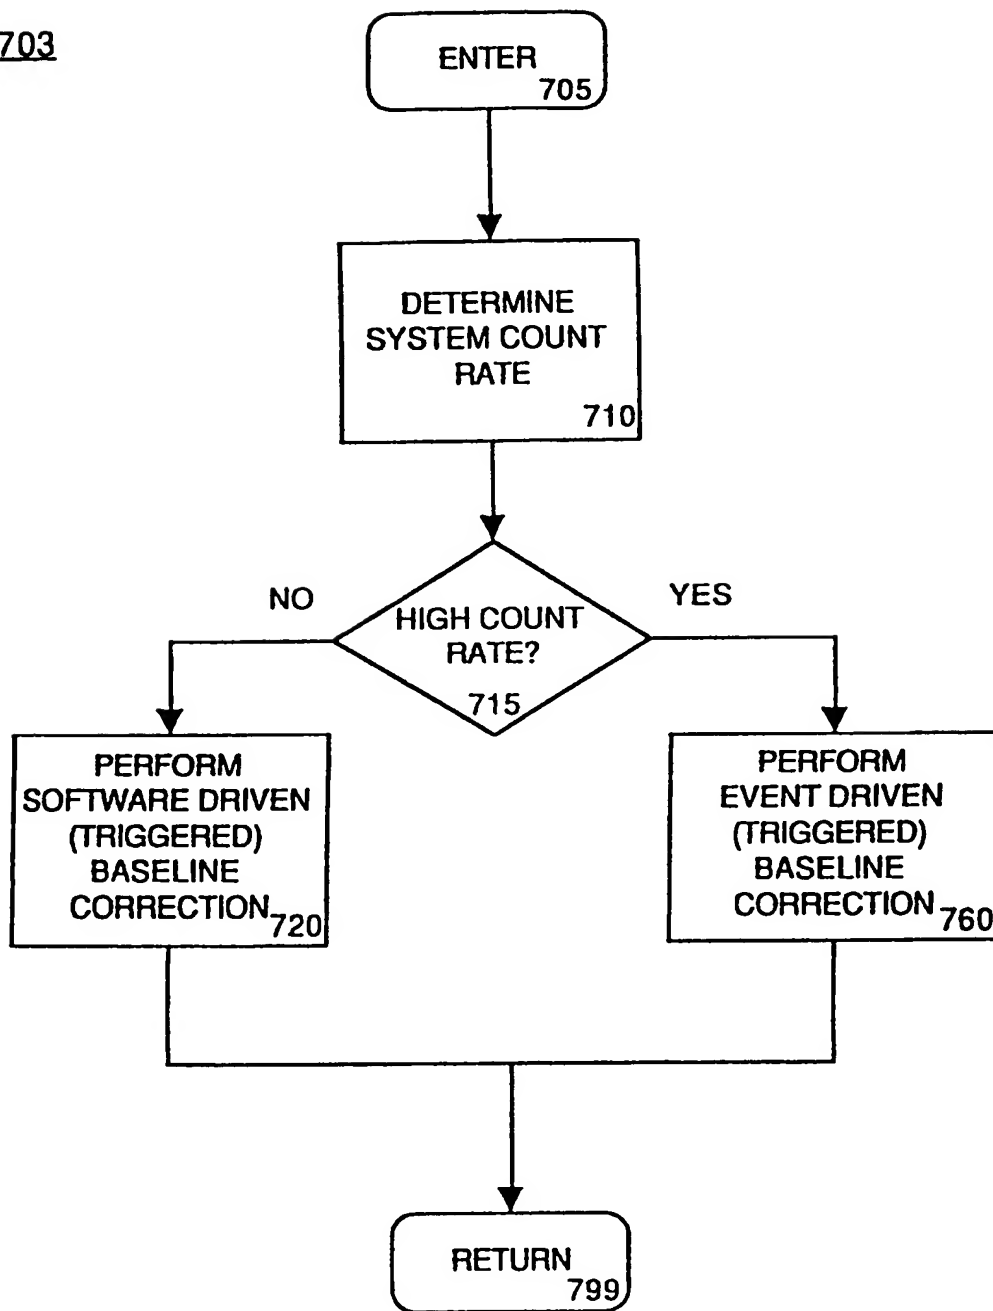 703
ENTER
705
DETERMINE
SYSTEM COUNT
RATE
710
NO
YES
HIGH COUNT
RATE?
715
PERFORM
SOFTWARE DRIVEN
(TRIGGERED)
BASELINE
CORRECTION
720
PERFORM
EVENT DRIVEN
(TRIGGERED)
BASELINE
CORRECTION
760
RETURN
799